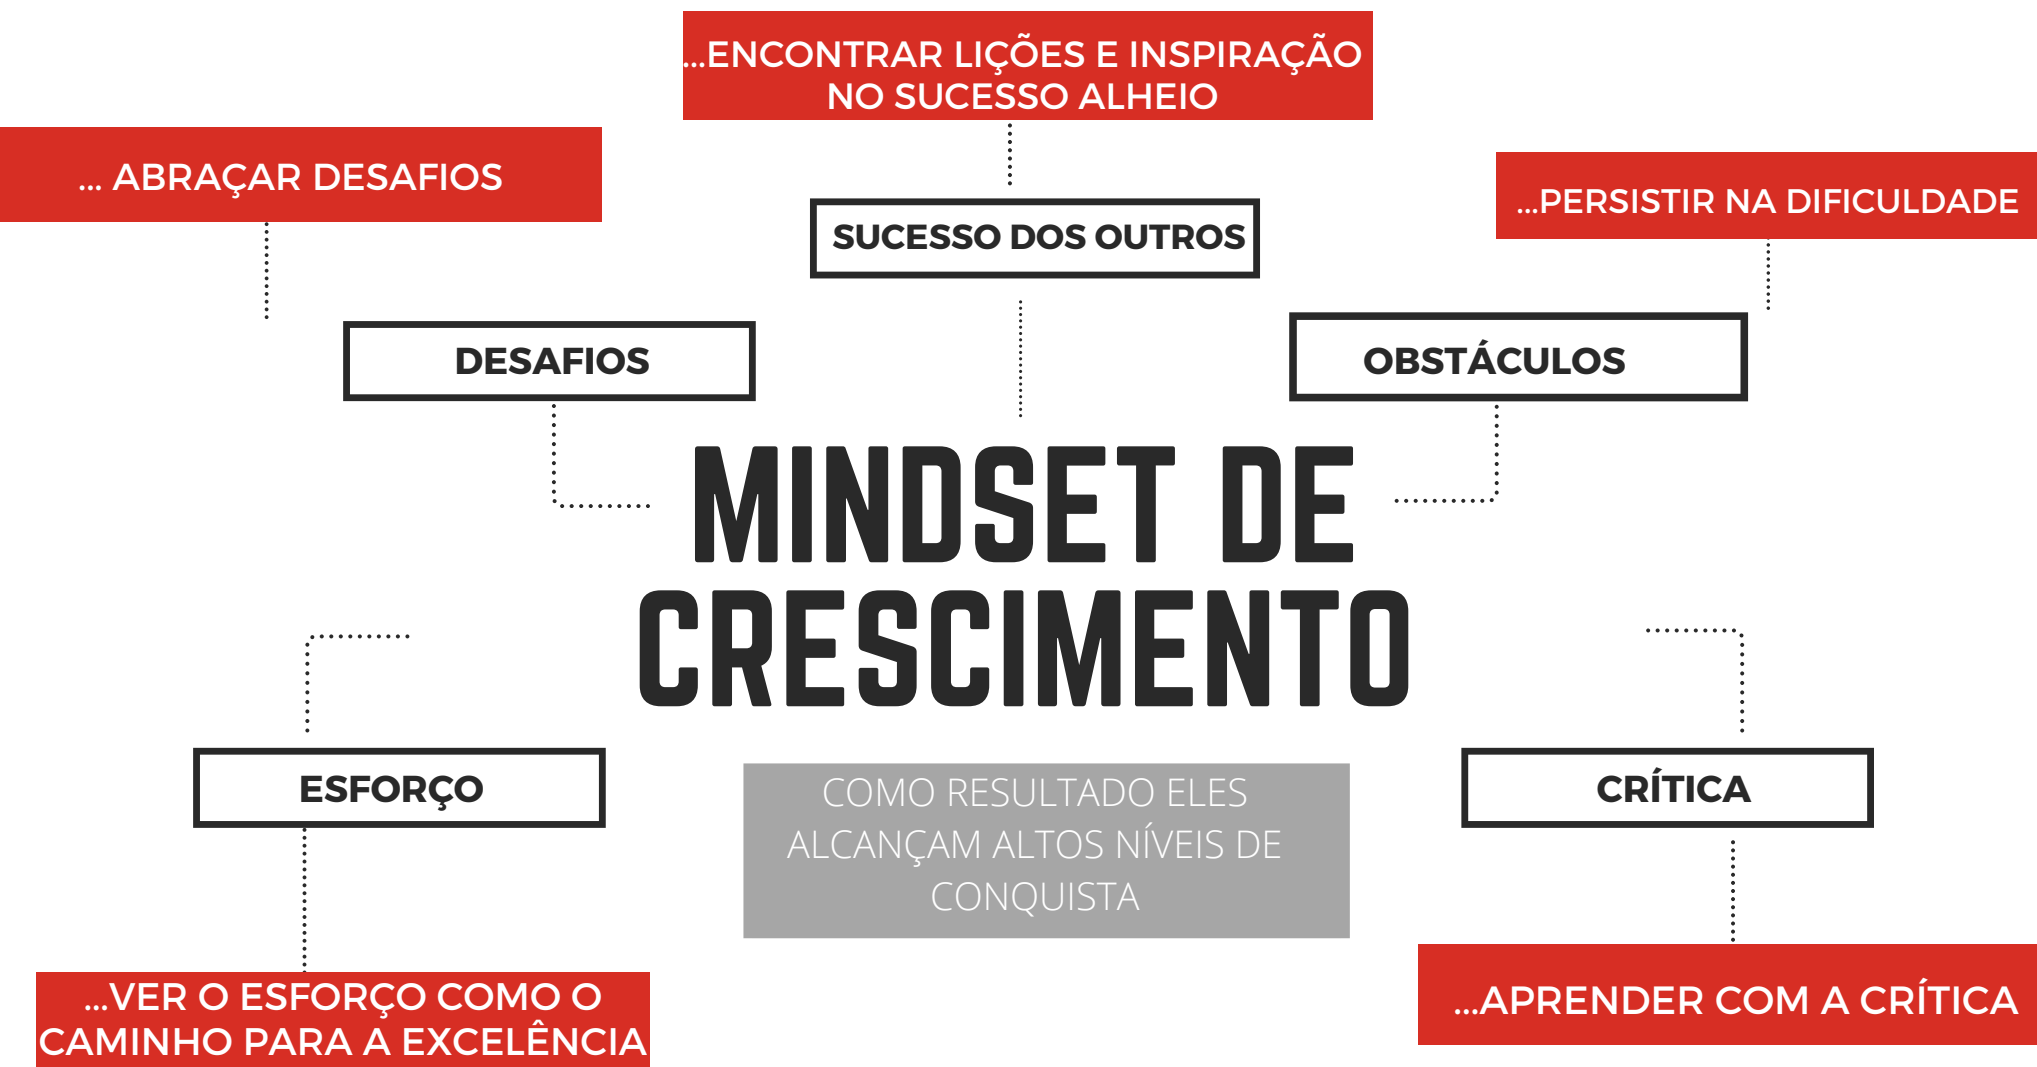 ...ENCONTRAR LIÇÕES E INSPIRAÇÃO
NO SUCESSO ALHEIO
... ABRAÇAR DESAFIOS
...PERSISTIR NA DIFICULDADE
SUCESSO DOS OUTROS
DESAFIOS
OBSTÁCULOS
MINDSET DE
CRESCIMENTO
ESFORÇO
COMO RESULTADO ELES
ALCANÇAM ALTOS NÍVEIS DE
CONQUISTA
CRÍTICA
...VER O ESFORÇO COMO O
CAMINHO PARA A EXCELÊNCIA
...APRENDER COM A CRÍTICA